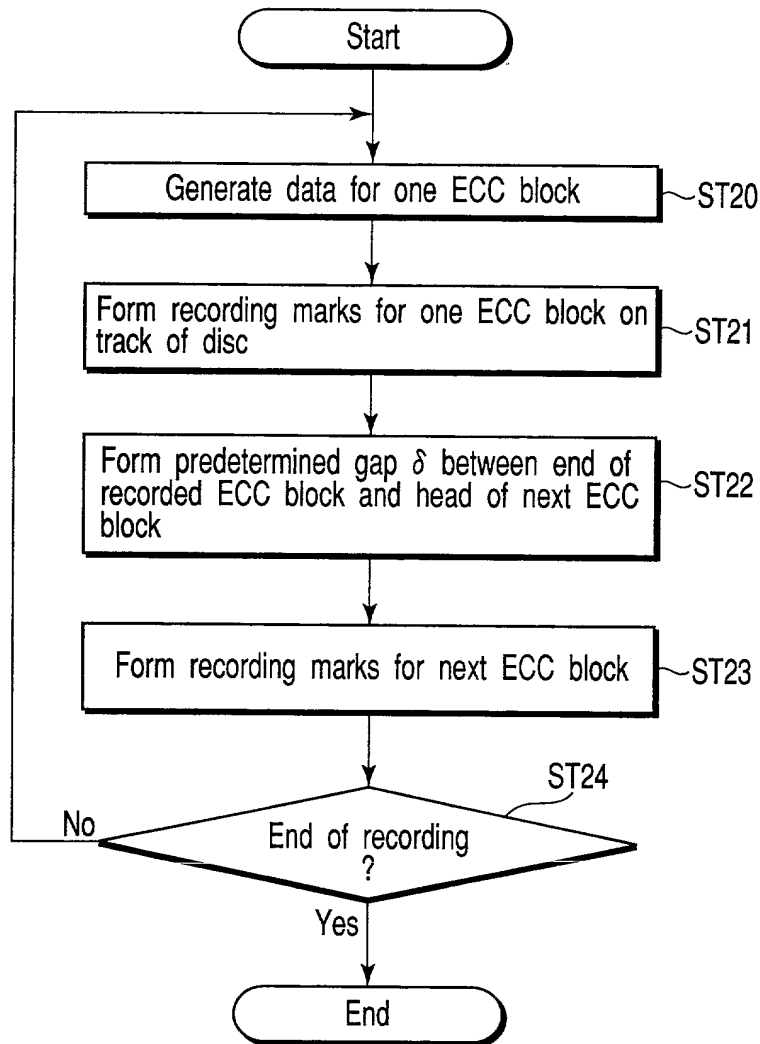 Start
Generate data for one ECC block
ST20
Form recording marks for one ECC block on
track of disc
ST21
Form predetermined gap δ between end of
recorded ECC block and head of next ECC
block
ST22
Form recording marks for next ECC block
ST23
ST24
End of recording
?
No
Yes
End